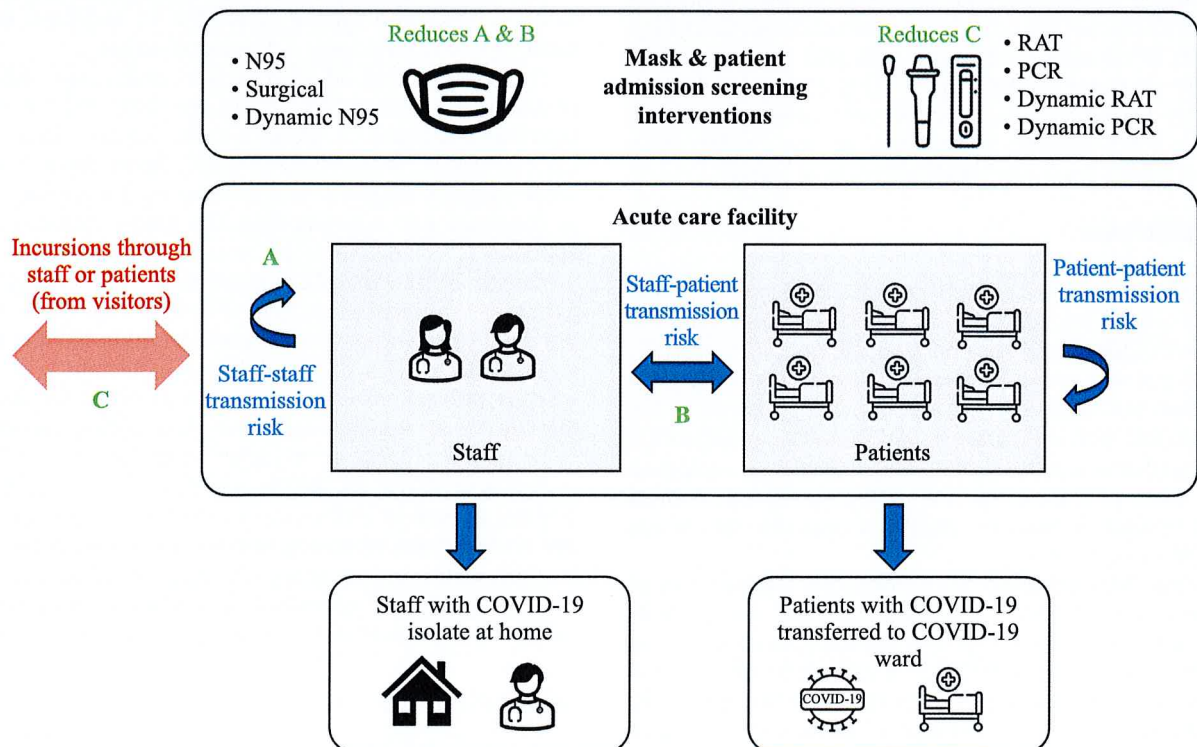 Reduces A & B
• N95
• Surgical
• Dynamic N95
Mask & patient
admission screening
interventions
Reduces C
• RAT
• PCR
• Dynamic RAT
• Dynamic PCR
Acute care facility
Incursions through
staff or patients
(from visitors)
C
A
Staff-staff
transmission
risk
Staff
Staff-patient
transmission
risk
B
Patients
Patient-patient
transmission
risk
Staff with COVID-19
isolate at home
Patients with COVID-19
transferred to COVID-19
ward
COVID-19